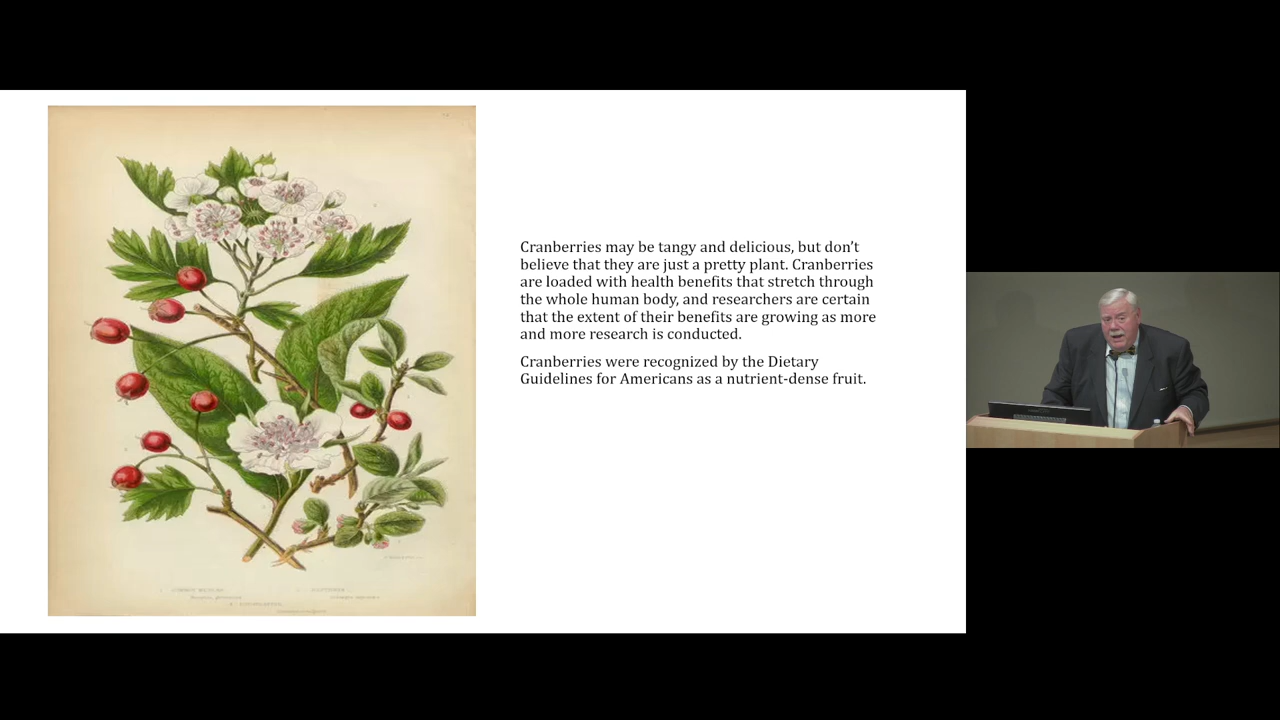 Cranberries may be tangy and delicious, but don’t
believe that they are just a pretty plant. Cranberries
are loaded with health benefits that stretch through
the whole human body, and researchers are certain
that the extent of their benefits are growing as more
and more research is conducted.
Cranberries were recognized by the Dietary
Guidelines for Americans as a nutrient-dense fruit.